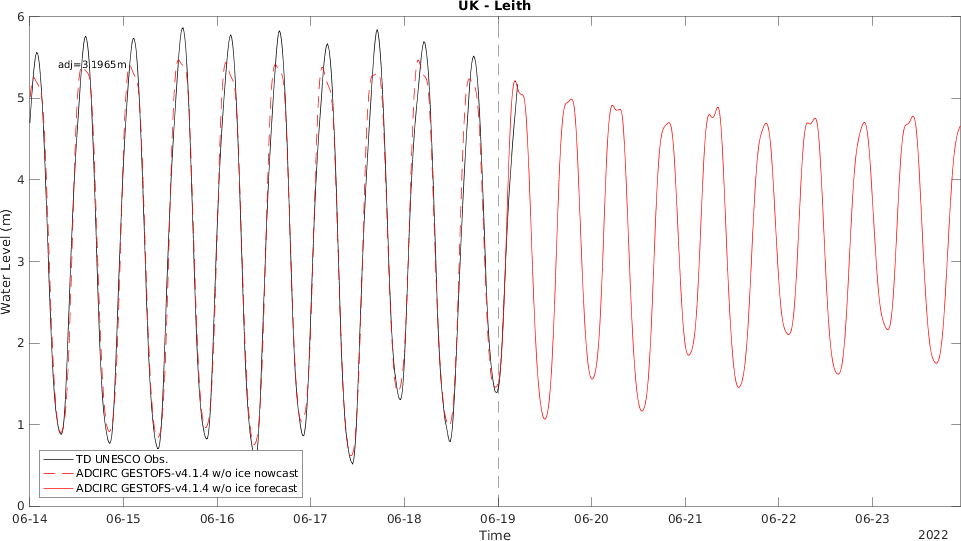 UK - Leith
6
5
4
3
2
1
0
Water Level (m)
adj=3.1965m
TD UNESCO Obs.
ADCIRC GESTOFS-v4.1.4 w/o ice nowcast
ADCIRC GESTOFS-v4.1.4 w/o ice forecast
06-14 06-15 06-16 06-17 06-18 06-19 06-20 06-21 06-22 06-23
Time
2022